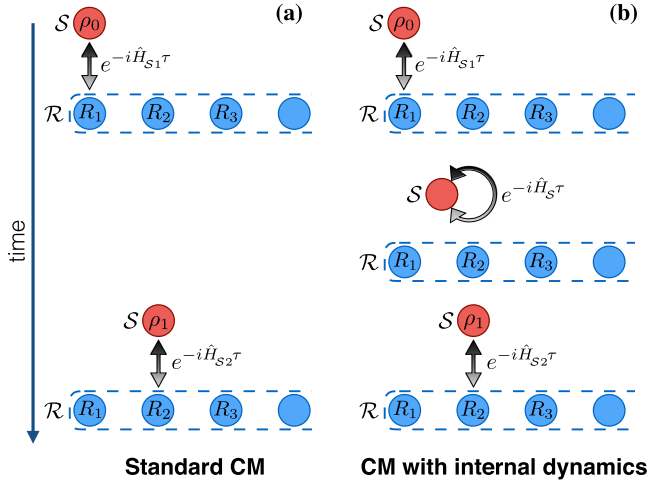 (a)
(b)
𝒮 ρ₀
𝒮 ρ₀
e^{-iĤ_{𝒮1}τ}
e^{-iĤ_{𝒮1}τ}
ℛ R₁ R₂ R₃
ℛ R₁ R₂ R₃
time
𝒮 e^{-iĤ_𝒮τ}
ℛ R₁ R₂ R₃
𝒮 ρ₁
𝒮 ρ₁
e^{-iĤ_{𝒮2}τ}
e^{-iĤ_{𝒮2}τ}
ℛ R₁ R₂ R₃
ℛ R₁ R₂ R₃
Standard CM
CM with internal dynamics